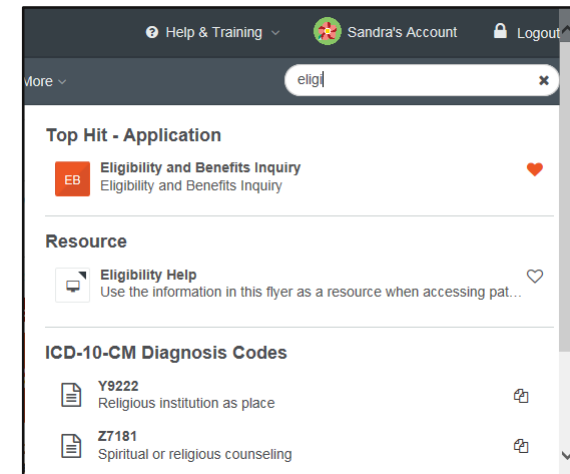 Help & Training Sandra's Account Logout
More eligi
Top Hit - Application
EB Eligibility and Benefits Inquiry
Eligibility and Benefits Inquiry
Resource
Eligibility Help
Use the information in this flyer as a resource when accessing pat...
ICD-10-CM Diagnosis Codes
Y9222
Religious institution as place
Z7181
Spiritual or religious counseling